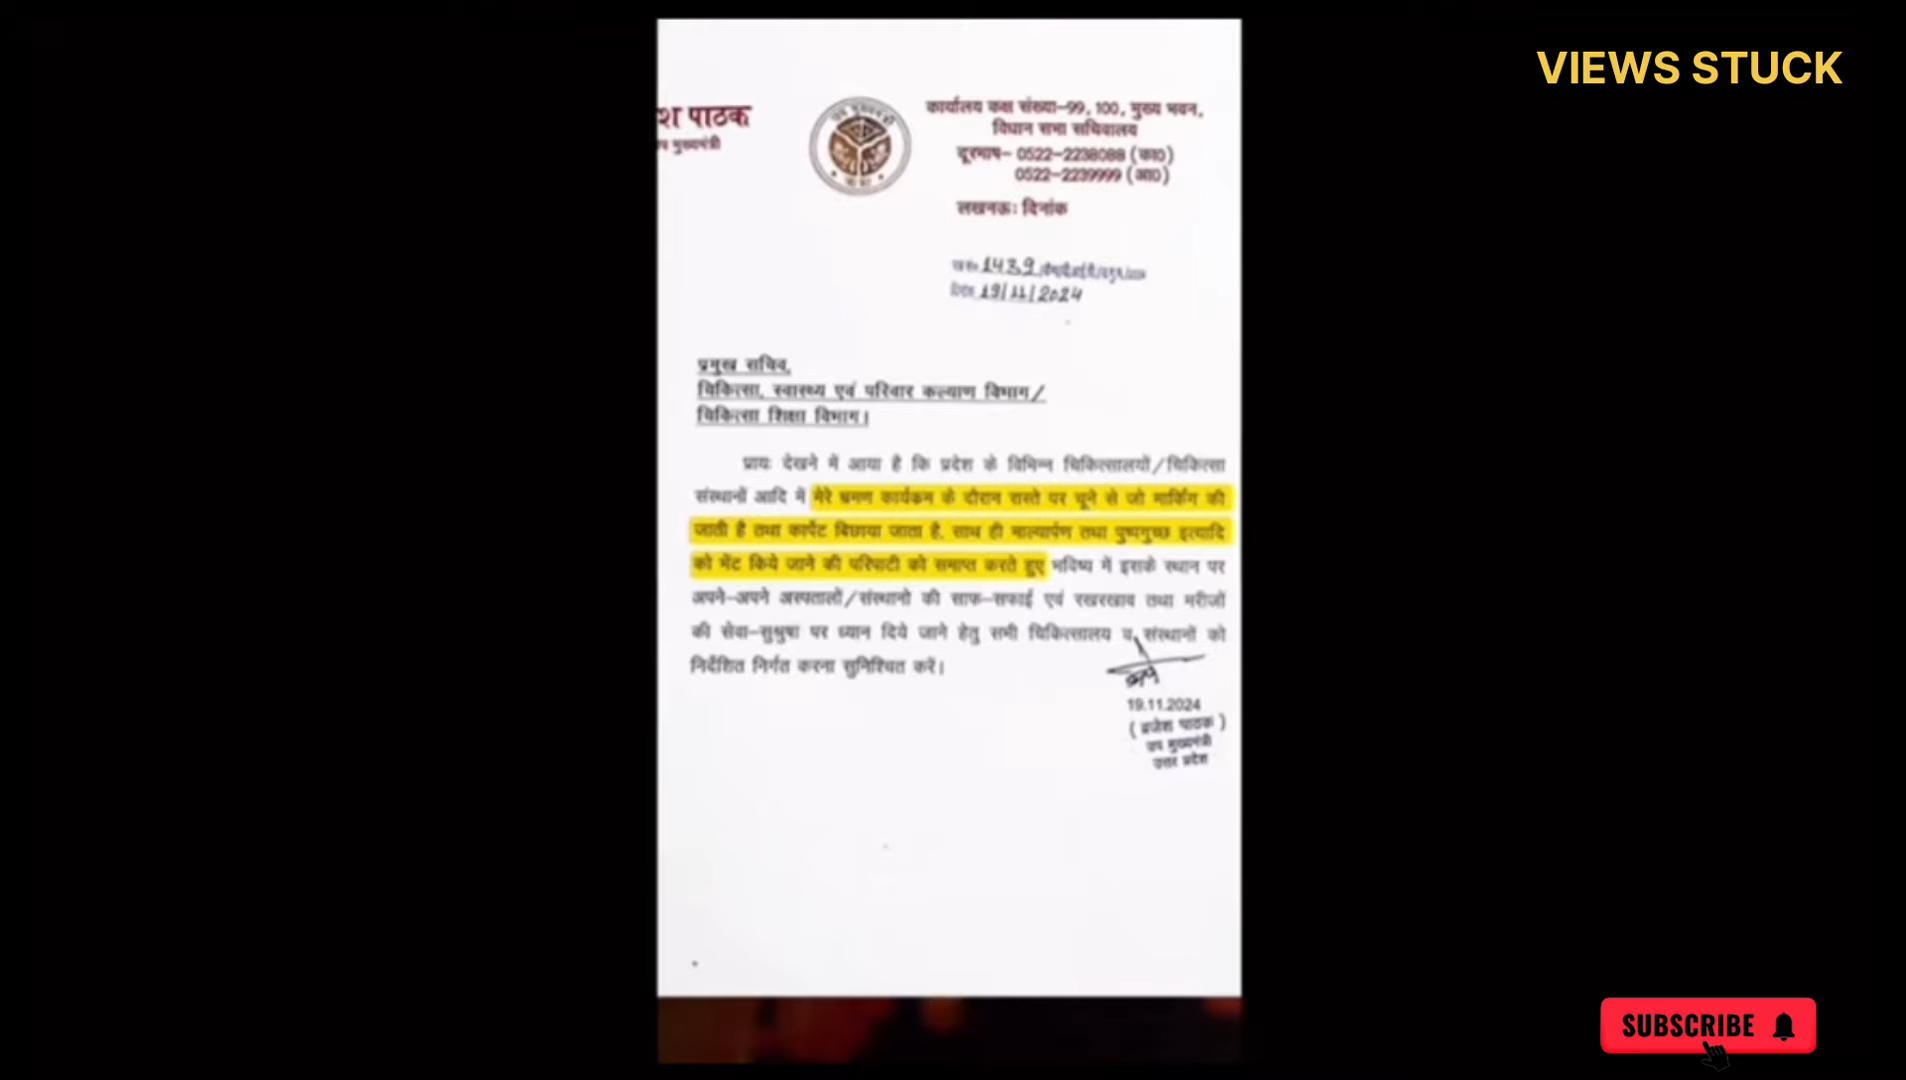 VIEWS STUCK
श पाठक
उप मुख्यमंत्री
कार्यालय कक्ष संख्या-99, 100, मुख्य भवन,
विधान सभा सचिवालय
दूरभाष- 0522-2238088 (का0)
0522-2239999 (आ0)
लखनऊः दिनांक
1439
दिनांक 19/11/2024
प्रमुख सचिव,
चिकित्सा, स्वास्थ्य एवं परिवार कल्याण विभाग/
चिकित्सा शिक्षा विभाग।
प्रायः देखने में आया है कि प्रदेश के विभिन्न चिकित्सालयों/चिकित्सा
संस्थानों आदि में मेरे भ्रमण कार्यक्रम के दौरान रास्ते पर चूने से जो मार्किंग की
जाती है तथा कार्पेट बिछाया जाता है, साथ ही माल्यार्पण तथा पुष्पगुच्छ इत्यादि
को भेंट किये जाने की परिपाटी को समाप्त करते हुए भविष्य में इसके स्थान पर
अपने-अपने अस्पतालों/संस्थानो की साफ-सफाई एवं रखरखाव तथा मरीजों
की सेवा-सुश्रुषा पर ध्यान दिये जाने हेतु सभी चिकित्सालय व संस्थानों को
निर्देशित निर्गत करना सुनिश्चित करें।
19.11.2024
( ब्रजेश पाठक )
उप मुख्यमंत्री
उत्तर प्रदेश
SUBSCRIBE